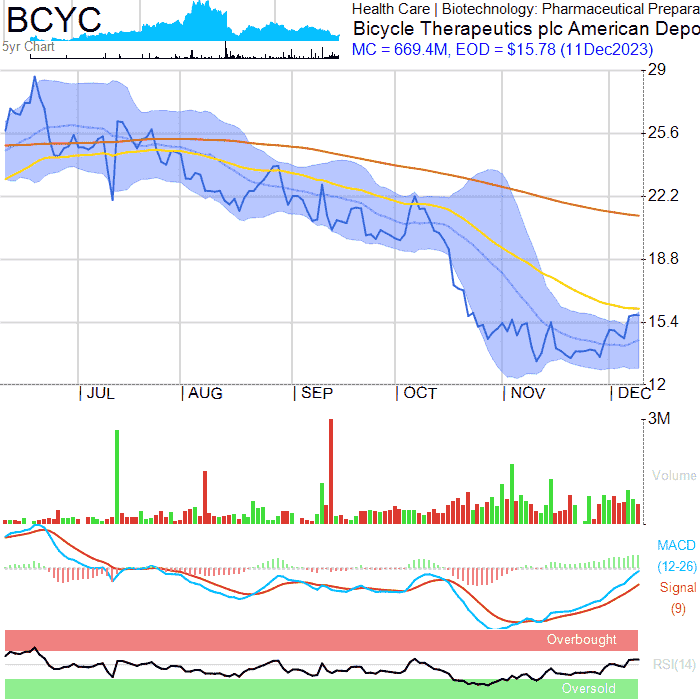 BCYC
5yr Chart
Health Care | Biotechnology: Pharmaceutical Prepara
Bicycle Therapeutics plc American Depo
MC = 669.4M, EOD = $15.78 (11Dec2023)
29
25.6
22.2
18.8
15.4
12
JUL
AUG
SEP
OCT
NOV
DEC
3M
Volume
MACD
(12-26)
Signal
(9)
Overbought
RSI(14)
Oversold